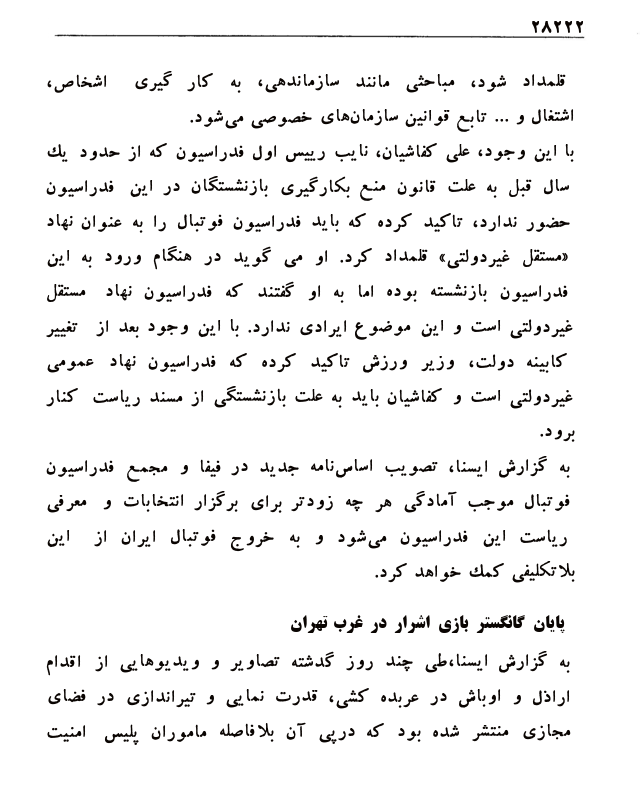 ۲۸۲۲۲
قلمداد شود، مباحثی مانند سازماندهی، به کار گیری اشخاص،
اشتغال و ... تابع قوانین سازمان‌های خصوصی می‌شود.
با این وجود، علی کفاشیان، نایب رییس اول فدراسیون که از حدود یك
سال قبل به علت قانون منع بکارگیری بازنشستگان در این فدراسیون
حضور ندارد، تاکید کرده که باید فدراسیون فوتبال را به عنوان نهاد
«مستقل غیردولتی» قلمداد کرد. او می گوید در هنگام ورود به این
فدراسیون بازنشسته بوده اما به او گفتند که فدراسیون نهاد مستقل
غیردولتی است و این موضوع ایرادی ندارد. با این وجود بعد از تغییر
کابینه دولت، وزیر ورزش تاکید کرده که فدراسیون نهاد عمومی
غیردولتی است و کفاشیان باید به علت بازنشستگی از مسند ریاست کنار
برود.
به گزارش ایسنا، تصویب اساس‌نامه جدید در فیفا و مجمع فدراسیون
فوتبال موجب آمادگی هر چه زودتر برای برگزار انتخابات و معرفی
ریاست این فدراسیون می‌شود و به خروج فوتبال ایران از این
بلاتکلیفی کمك خواهد کرد.
پایان گانگستر بازی اشرار در غرب تهران
به گزارش ایسنا،طی چند روز گذشته تصاویر و ویدیوهایی از اقدام
اراذل و اوباش در عربده کشی، قدرت نمایی و تیراندازی در فضای
مجازی منتشر شده بود که درپی آن بلافاصله ماموران پلیس امنیت